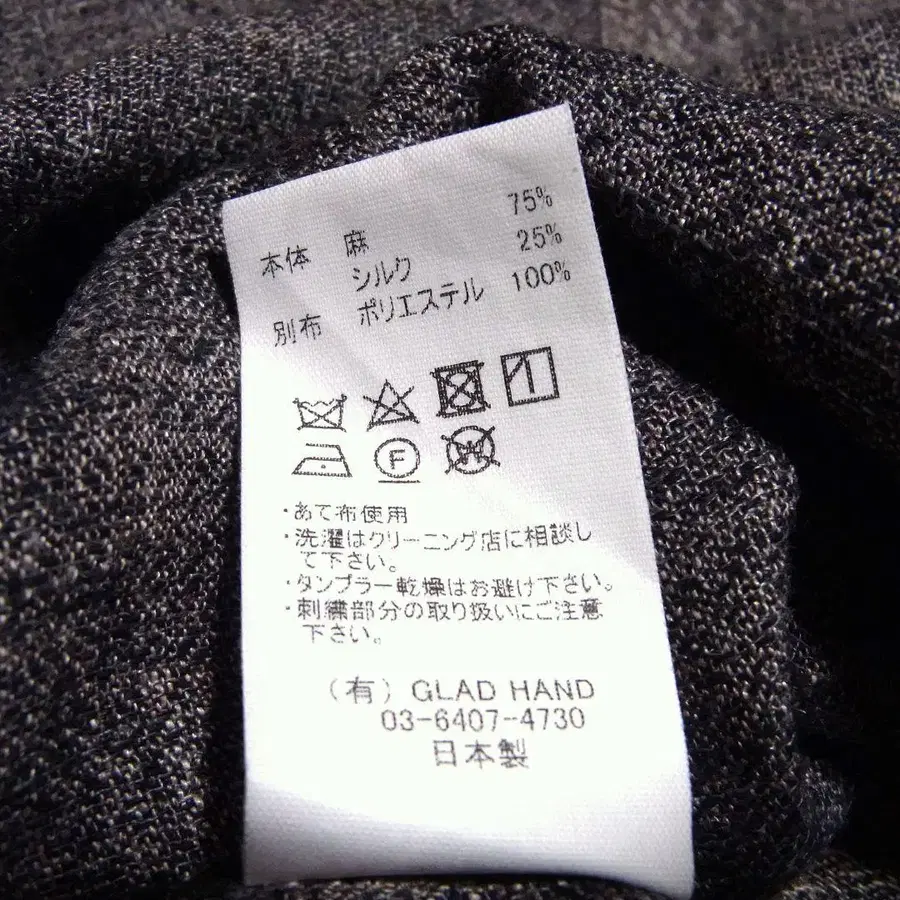 本体 麻 75%
シルク 25%
別布 ポリエステル 100%
F
W
・あて布使用
・洗濯はクリーニング店に相談し
て下さい。
・タンブラー乾燥はお避け下さい。
・刺繍部分の取り扱いにご注意
下さい。
（有）GLAD HAND
03-6407-4730
日本製